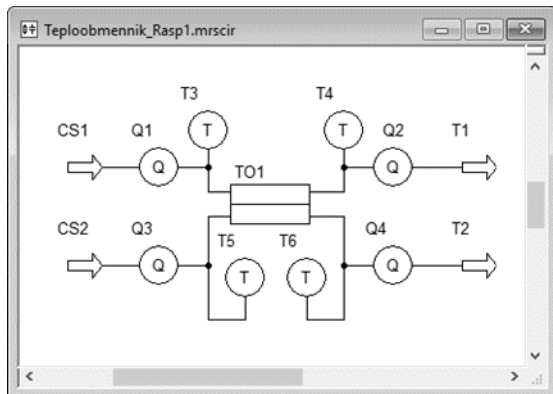 Teploobmennik_Rasp1.mrscir
T3 T4
CS1 Q1 Q2 T1
T T
Q Q
TO1
CS2 Q3 Q4 T2
T5 T6
Q T T Q